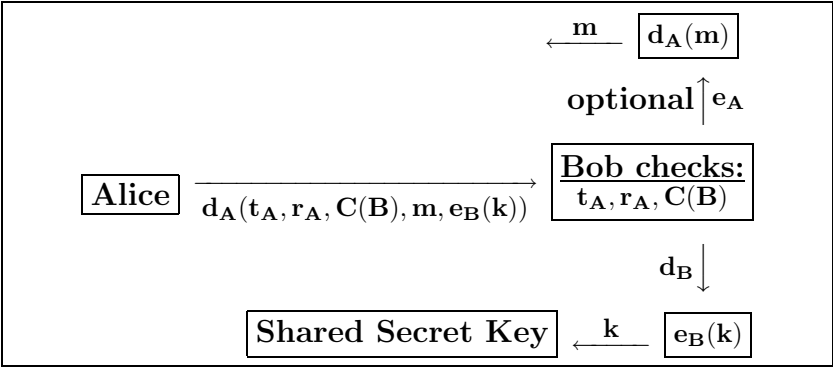 m d_A(m)
optional e_A
Alice
Bob checks:
t_A, r_A, C(B)
d_A(t_A, r_A, C(B), m, e_B(k))
d_B
Shared Secret Key k e_B(k)